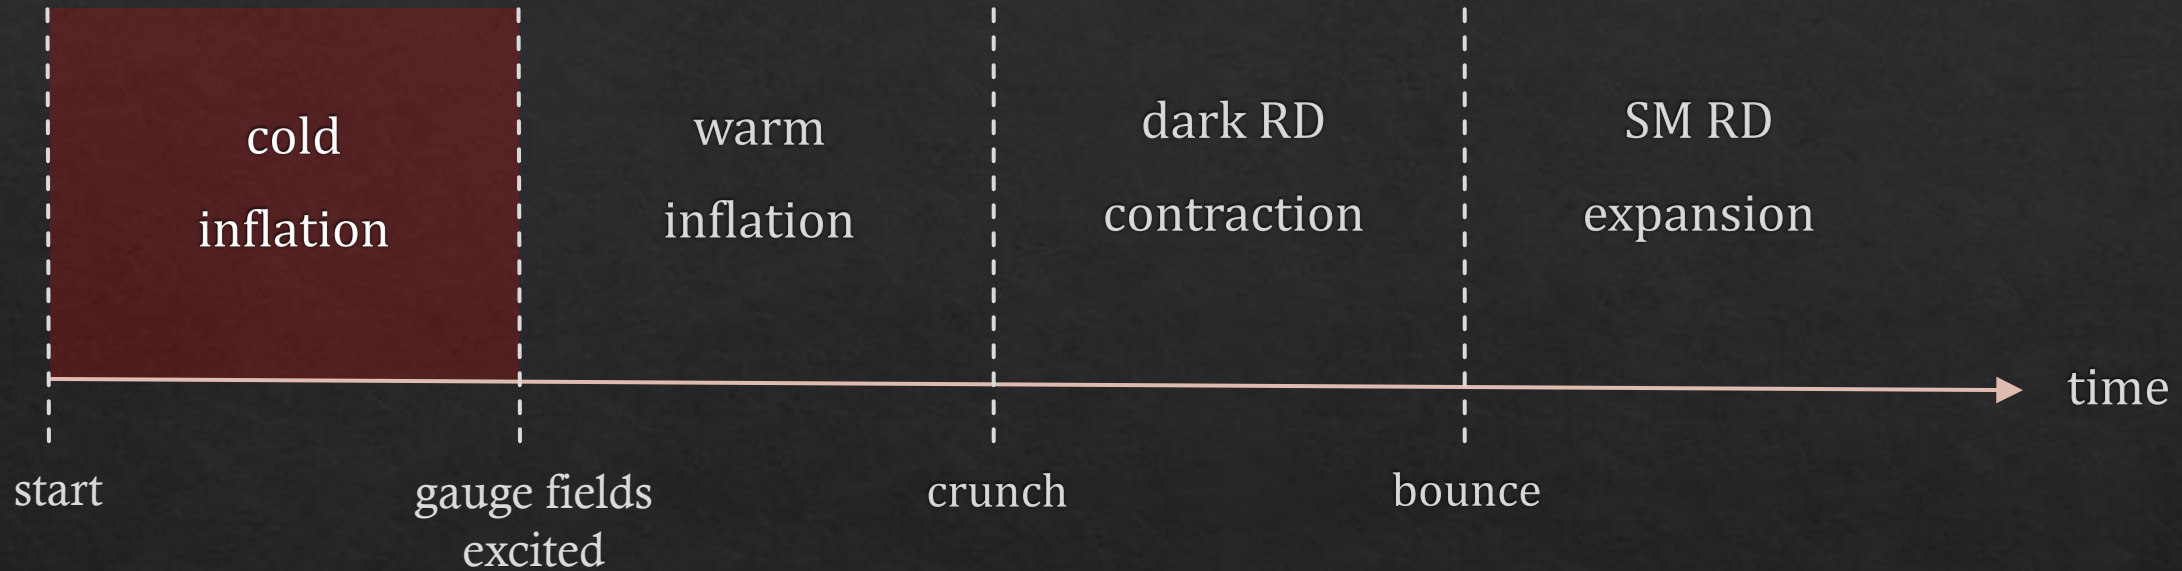 cold
inflation
warm
inflation
dark RD
contraction
SM RD
expansion
time
start
gauge fields
excited
crunch
bounce